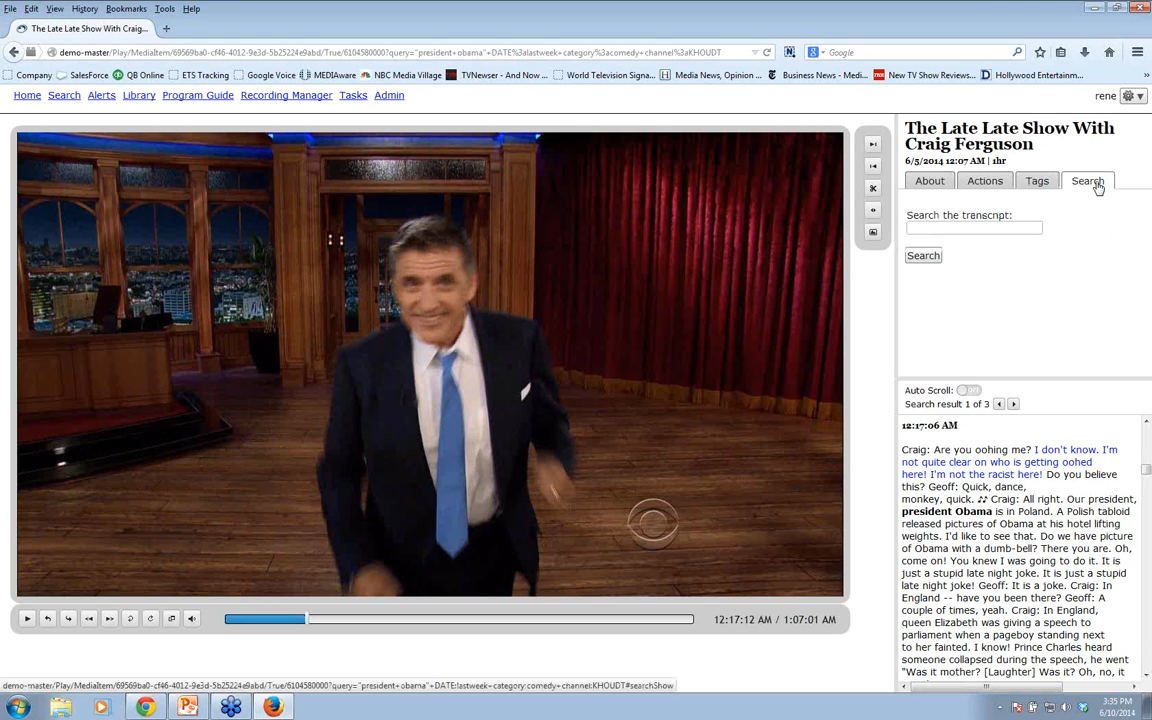 File Edit View History Bookmarks Tools Help
The Late Late Show With Craig...
demo-master/Play/MediaItem/69569ba0-cf46-4012-9e3d-5b25224e9abd/True/6104580000?query="president obama"+DATE%3alastweek category%3acomedy channel%3aKHOUDT
Google
Company SalesForce QB Online ETS Tracking Google Voice MEDIAware NBC Media Village TVNewser - And Now ... World Television Signa... Media News, Opinion ... Business News - Medi... New TV Show Reviews... Hollywood Entertainm...
Home Search Alerts Library Program Guide Recording Manager Tasks Admin
rene
The Late Late Show With
Craig Ferguson
6/5/2014 12:07 AM | 1hr
About Actions Tags Search
Search the transcript:
Search
Auto Scroll: OFF
Search result 1 of 3
12:17:06 AM
Craig: Are you oohing me? I don't know. I'm
not quite clear on who is getting oohed
here! I'm not the racist here! Do you believe
this? Geoff: Quick, dance,
monkey, quick. ♪♪ Craig: All right. Our president,
president Obama is in Poland. A Polish tabloid
released pictures of Obama at his hotel lifting
weights. I'd like to see that. Do we have picture
of Obama with a dumb-bell? There you are. Oh,
come on! You knew I was going to do it. It is
just a stupid late night joke. It is just a stupid
late night joke! Geoff: It is a joke. Craig: In
England -- have you been there? Geoff: A
couple of times, yeah. Craig: In England,
queen Elizabeth was giving a speech to
parliament when a pageboy standing next
to her fainted. I know! Prince Charles heard
someone collapsed during the speech, he went
"Was it mother? [Laughter] Was it? Oh, no, it
12:17:12 AM / 1:07:01 AM
demo-master/Play/MediaItem/69569ba0-cf46-4012-9e3d-5b25224e9abd/True/6104580000?query="president+obama"+DATE:lastweek+category:comedy+channel:KHOUDT#searchShow
3:35 PM
6/10/2014